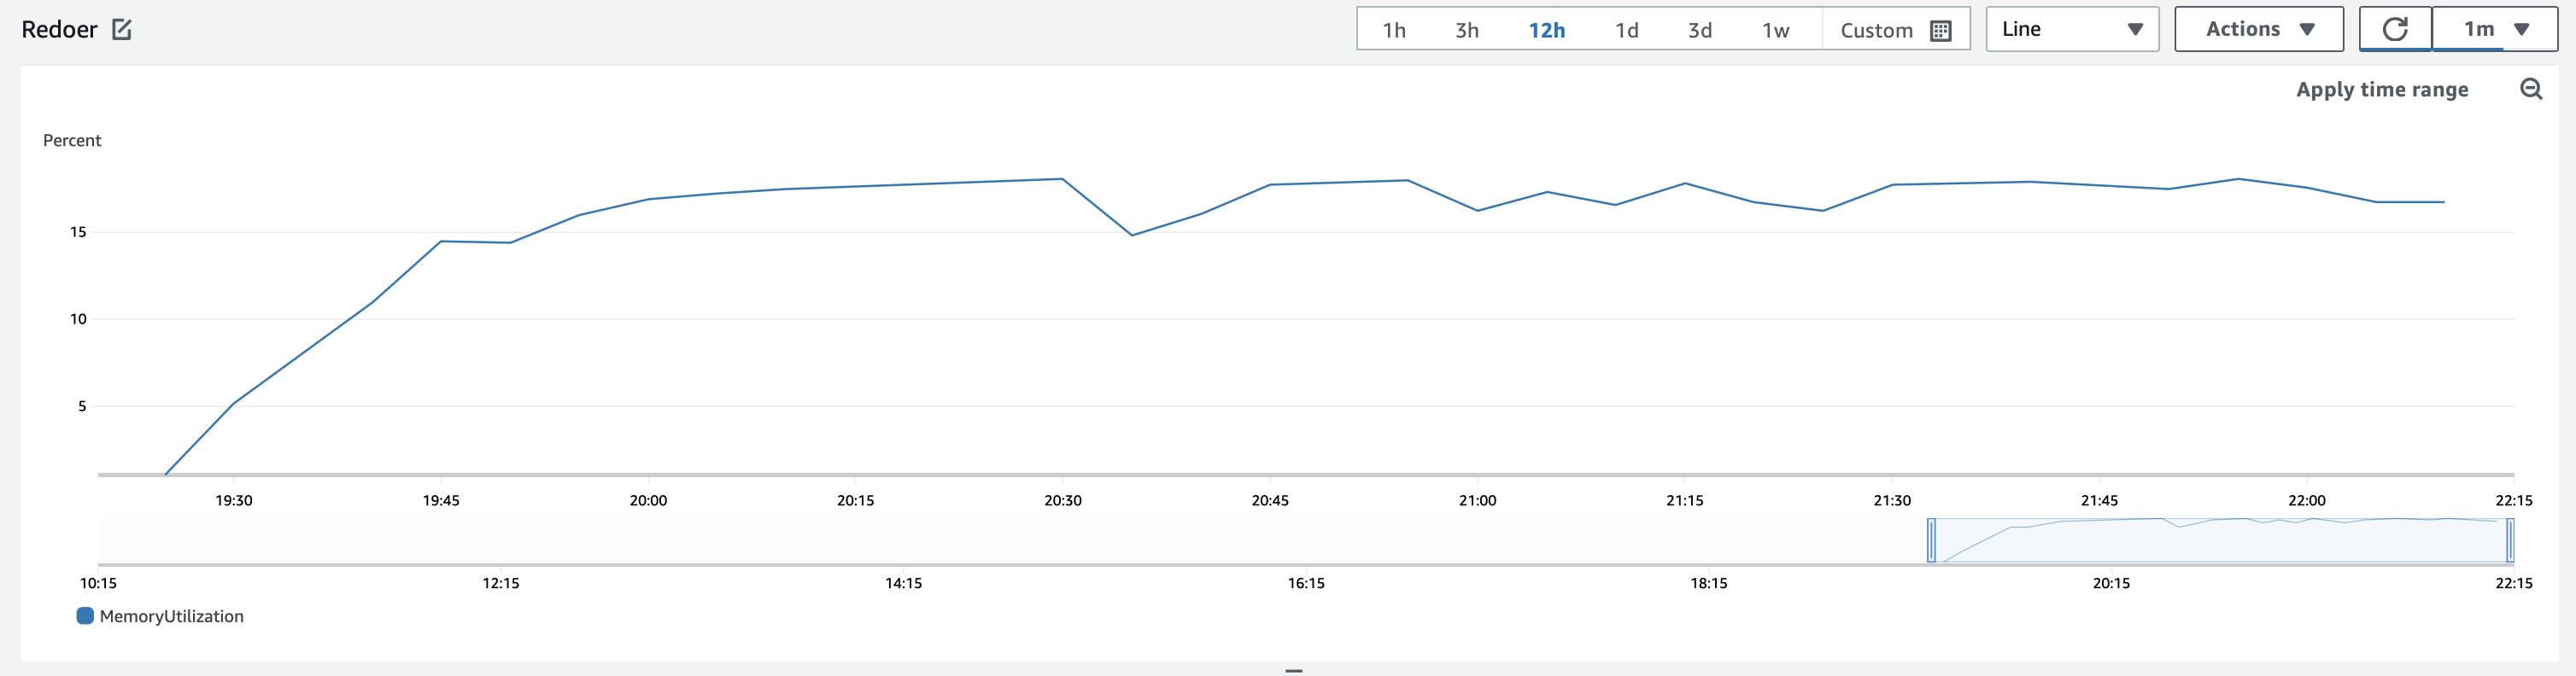 Redoer
1h 3h 12h 1d 3d 1w Custom Line Actions 1m
Apply time range
Percent
15
10
5
19:30 19:45 20:00 20:15 20:30 20:45 21:00 21:15 21:30 21:45 22:00 22:15
10:15 12:15 14:15 16:15 18:15 20:15 22:15
MemoryUtilization